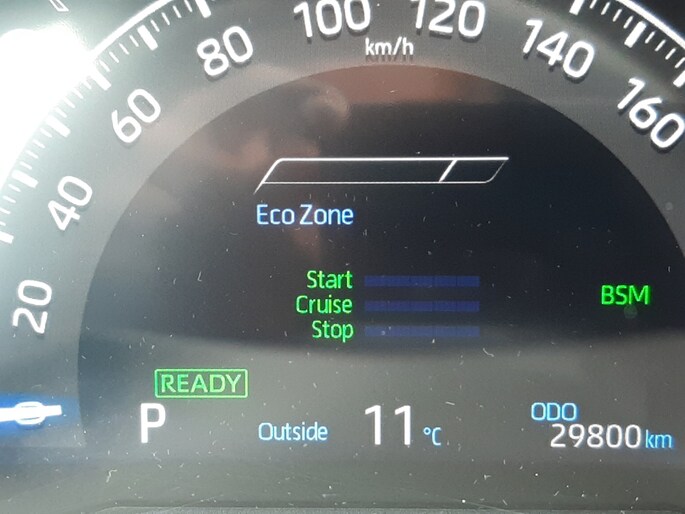 100
120
80
km/h
140
60
160
40
20
Eco Zone
Start
Cruise
Stop
BSM
READY
P
Outside 11 °C
ODO
29800 km